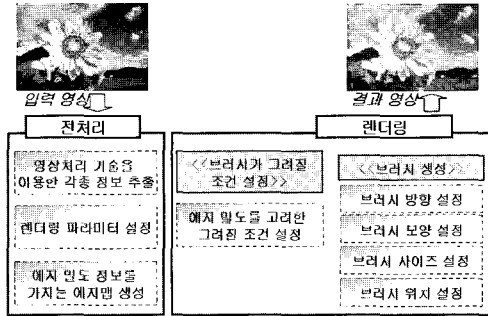 입력 영상
결과 영상
전처리
영상처리 기술을
이용한 각종 정보 추출
렌더링 파라미터 설정
에지 밀도 정보를
가지는 에지맵 생성
렌더링
<<브러시가 그려질
조건 설정>>
에지 밀도를 고려한
그려질 조건 설정
<<브러시 생성>>
브러시 방향 설정
브러시 모양 설정
브러시 사이즈 설정
브러시 위치 설정